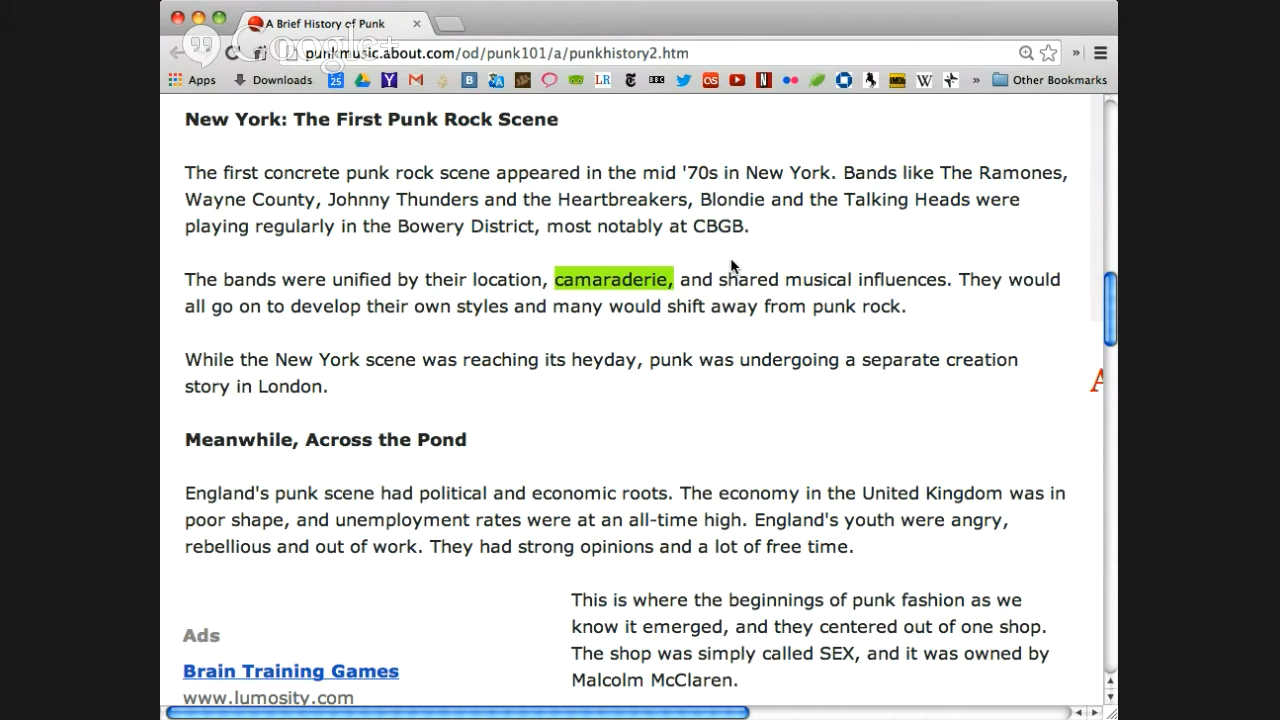 A Brief History of Punk
Google+
punkmusic.about.com/od/punk101/a/punkhistory2.htm
Apps Downloads 25 Y B LR BBC os N IMDb W » Other Bookmarks
New York: The First Punk Rock Scene
The first concrete punk rock scene appeared in the mid '70s in New York. Bands like The Ramones,
Wayne County, Johnny Thunders and the Heartbreakers, Blondie and the Talking Heads were
playing regularly in the Bowery District, most notably at CBGB.
The bands were unified by their location, camaraderie, and shared musical influences. They would
all go on to develop their own styles and many would shift away from punk rock.
While the New York scene was reaching its heyday, punk was undergoing a separate creation
story in London.
Meanwhile, Across the Pond
England's punk scene had political and economic roots. The economy in the United Kingdom was in
poor shape, and unemployment rates were at an all-time high. England's youth were angry,
rebellious and out of work. They had strong opinions and a lot of free time.
This is where the beginnings of punk fashion as we
know it emerged, and they centered out of one shop.
The shop was simply called SEX, and it was owned by
Malcolm McClaren.
Ads
Brain Training Games
www.lumosity.com